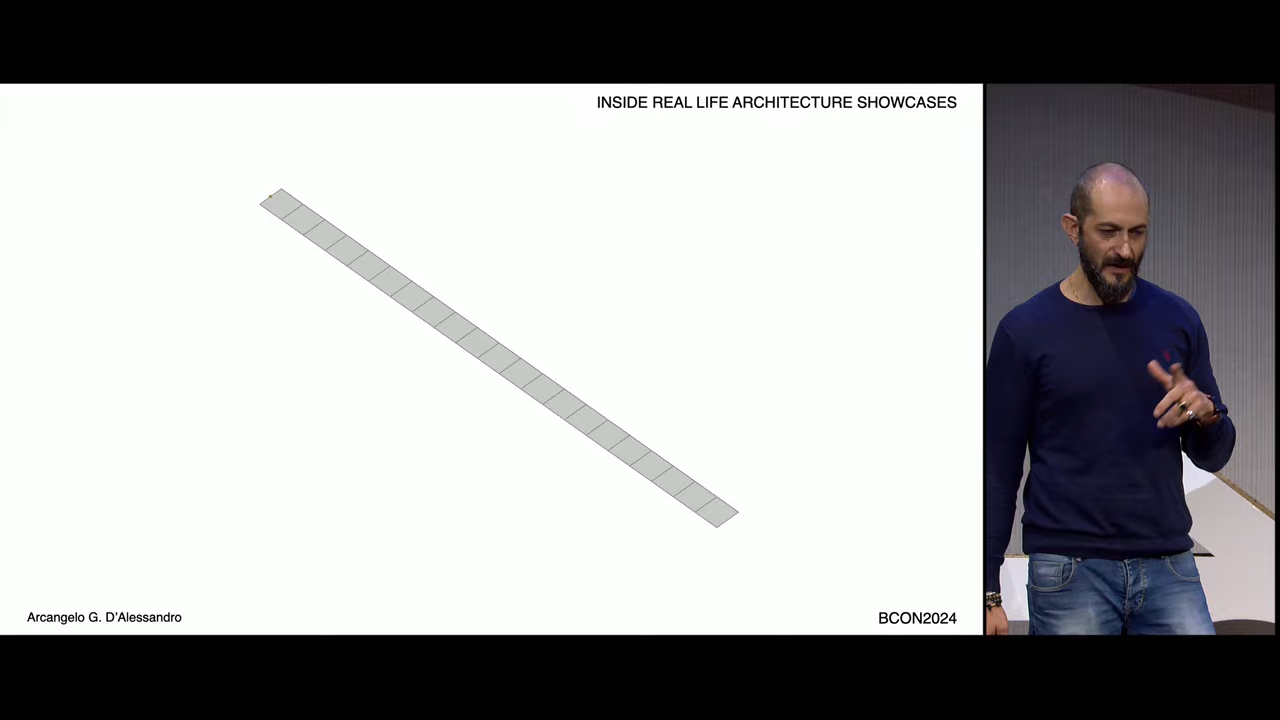 INSIDE REAL LIFE ARCHITECTURE SHOWCASES
Arcangelo G. D'Alessandro
BCON2024